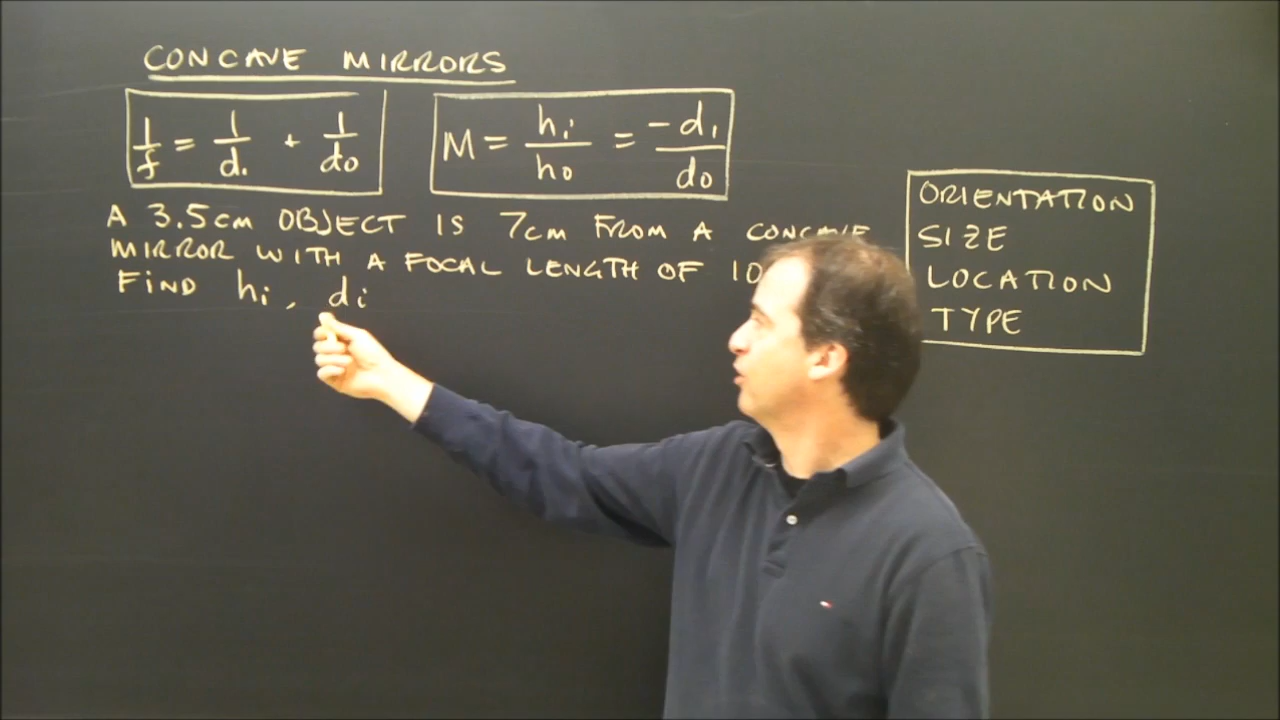 CONCAVE MIRRORS
1/f = 1/di + 1/do
M = hi/ho = -di/do
A 3.5cm OBJECT IS 7cm FROM A CONCAVE
MIRROR WITH A FOCAL LENGTH OF 10
FIND hi, di
ORIENTATION
SIZE
LOCATION
TYPE